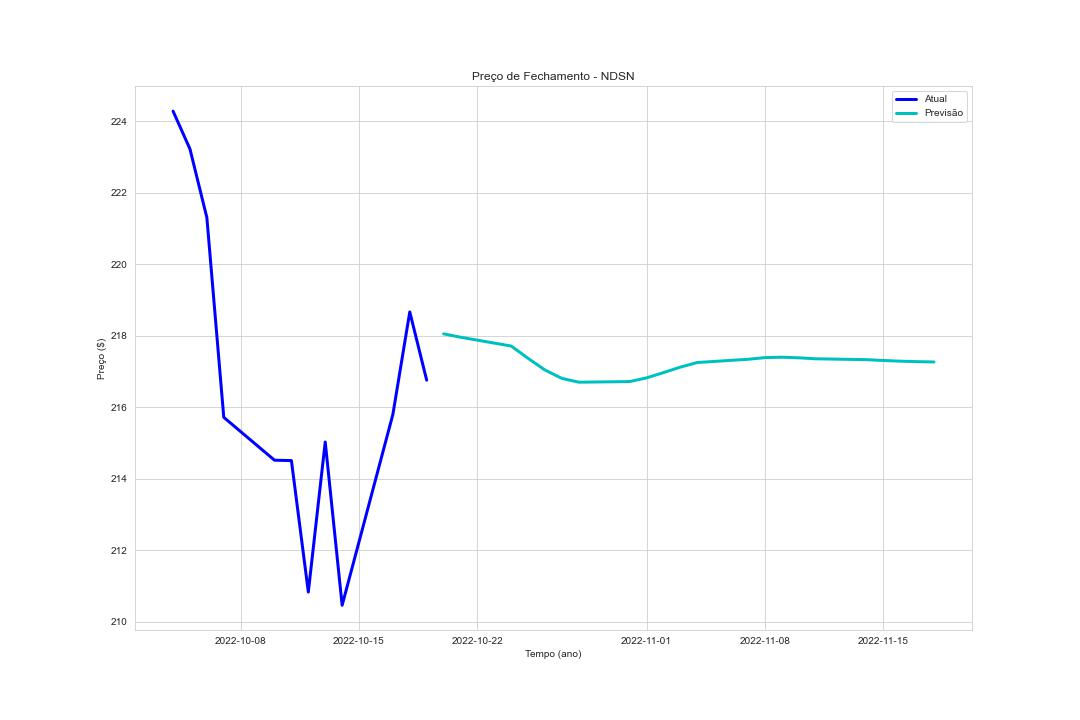 Preço de Fechamento - NDSN
Atual
Previsão
224
222
220
218
216
214
212
210
Preço ($)
2022-10-08
2022-10-15
2022-10-22
2022-11-01
2022-11-08
2022-11-15
Tempo (ano)